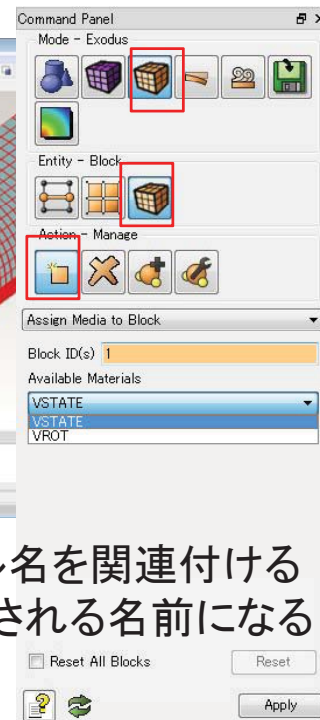 Command Panel
Mode - Exodus
Entity - Block
Action - Manage
Assign Media to Block
Block ID(s) 1
Available Materials
VSTATE
VSTATE
VROT
名を関連付ける
される名前になる
Reset All Blocks
Reset
Apply